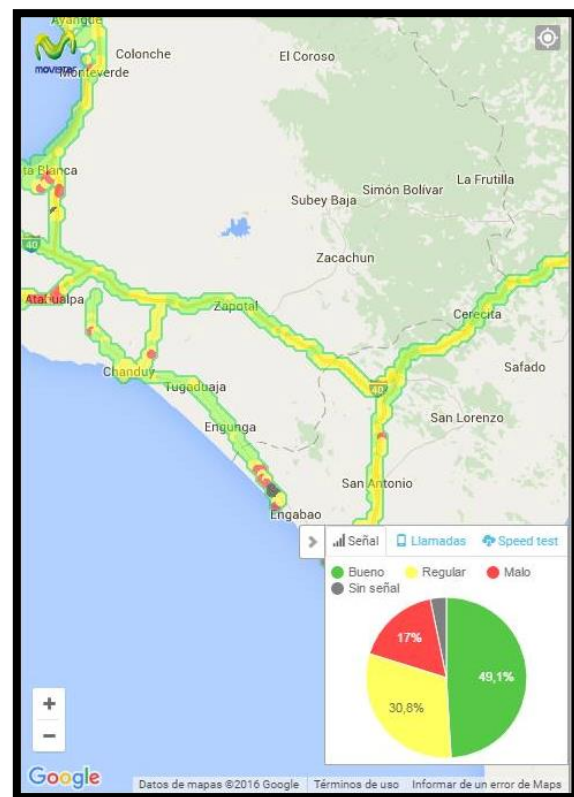 Ayangue
movistar
Colonche
El Coroso
Monteverde
ta Blanca
La Frutilla
Simón Bolívar
Subey Baja
Zacachun
40
Atahualpa
Zapotal
Cerecita
Chanduy
Safado
Tugaduaja
40
San Lorenzo
Engunga
San Antonio
Engabao
Señal Llamadas Speed test
Bueno Regular Malo
Sin señal
17%
49,1%
30,8%
+
−
Google Datos de mapas ©2016 Google Términos de uso Informar de un error de Maps